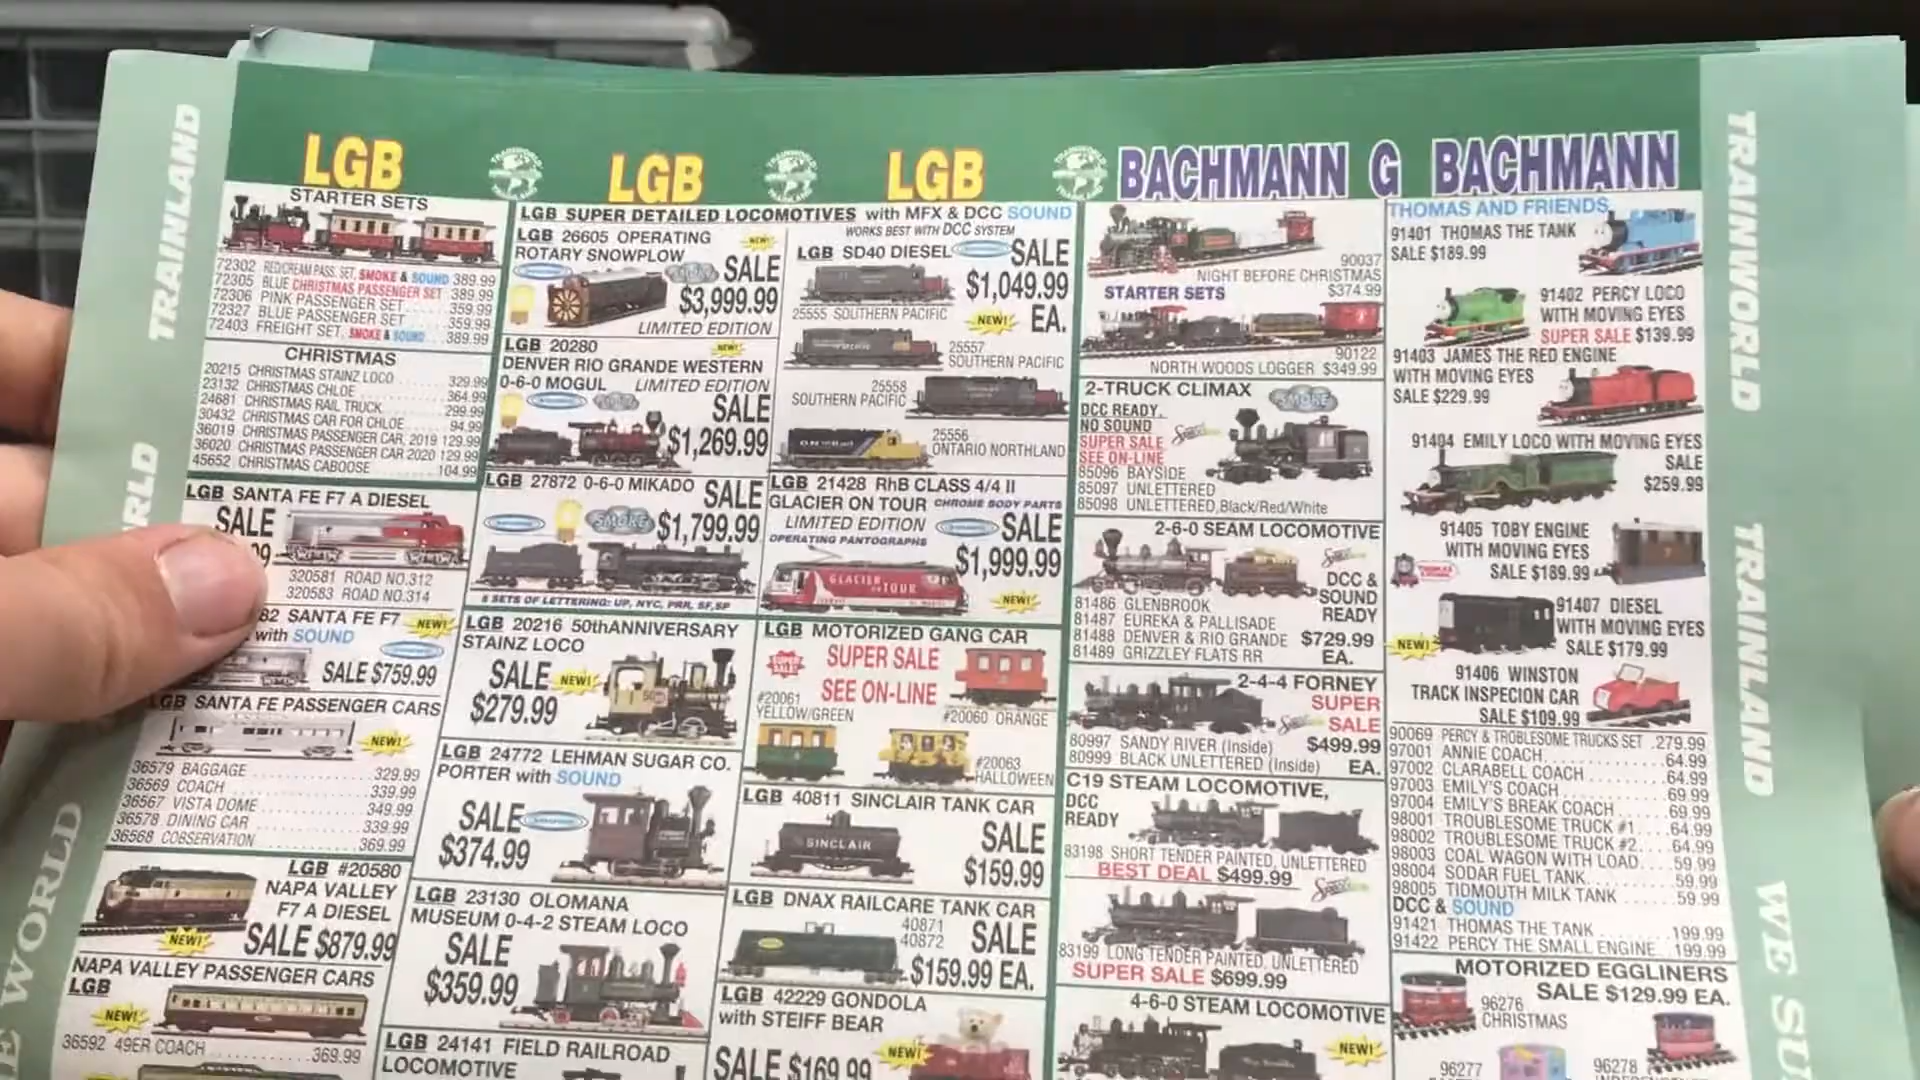 TRAINLAND
WORLD
WORLD
LGB
STARTER SETS
72302 RED/CREAM PASS. SET, SMOKE & SOUND 389.99
72305 BLUE CHRISTMAS PASSENGER SET 389.99
72306 PINK PASSENGER SET 359.99
72327 BLUE PASSENGER SET 359.99
72403 FREIGHT SET, SMOKE & SOUND 389.99
CHRISTMAS
20215 CHRISTMAS STAINZ LOCO 329.99
23132 CHRISTMAS CHLOE 364.99
24681 CHRISTMAS RAIL TRUCK 299.99
30432 CHRISTMAS CAR FOR CHLOE 94.99
36019 CHRISTMAS PASSENGER CAR, 2019 129.99
36020 CHRISTMAS PASSENGER CAR 2020 129.99
45652 CHRISTMAS CABOOSE 104.99
LGB SANTA FE F7 A DIESEL
SALE
320581 ROAD NO.312
320583 ROAD NO.314
82 SANTA FE F7 NEW!
with SOUND
SALE $759.99
LGB SANTA FE PASSENGER CARS
NEW!
36579 BAGGAGE 329.99
36569 COACH 339.99
36567 VISTA DOME 349.99
36578 DINING CAR 339.99
36568 COBSERVATION 369.99
LGB #20580
NAPA VALLEY
F7 A DIESEL
NEW!
SALE $879.99
NAPA VALLEY PASSENGER CARS
LGB
NEW!
36592 49ER COACH 369.99
LGB
LGB
LGB SUPER DETAILED LOCOMOTIVES with MFX & DCC SOUND
WORKS BEST WITH DCC SYSTEM
LGB 26605 OPERATING
ROTARY SNOWPLOW
NEW!
SALE
$3,999.99
LIMITED EDITION
LGB 20280 NEW!
DENVER RIO GRANDE WESTERN
0-6-0 MOGUL LIMITED EDITION
SALE
$1,269.99
LGB 27872 0-6-0 MIKADO
SALE
SMOKE
$1,799.99
5 SETS OF LETTERING: UP, NYC, PRR, SF,SP
LGB 20216 50thANNIVERSARY
STAINZ LOCO
SALE
NEW!
$279.99
LGB 24772 LEHMAN SUGAR CO.
PORTER with SOUND
SALE
$374.99
LGB 23130 OLOMANA
MUSEUM 0-4-2 STEAM LOCO
SALE
$359.99
LGB 24141 FIELD RAILROAD
LOCOMOTIVE
LGB SD40 DIESEL
SALE
$1,049.99
EA.
25555 SOUTHERN PACIFIC
NEW!
25557
SOUTHERN PACIFIC
25558
SOUTHERN PACIFIC
25556
ONTARIO NORTHLAND
LGB 21428 RhB CLASS 4/4 II
GLACIER ON TOUR CHROME BODY PARTS
LIMITED EDITION
OPERATING PANTOGRAPHS
SALE
$1,999.99
GLACIER
ON TOUR
NEW!
LGB MOTORIZED GANG CAR
SUPER SALE
SUPER SALE
SEE ON-LINE
#20061
YELLOW/GREEN
#20060 ORANGE
#20063
HALLOWEEN
LGB 40811 SINCLAIR TANK CAR
SINCLAIR
SALE
$159.99
LGB DNAX RAILCARE TANK CAR
40871
40872
SALE
$159.99 EA.
LGB 42229 GONDOLA
with STEIFF BEAR
SALE $169.99
NEW!
BACHMANN G BACHMANN
90037
NIGHT BEFORE CHRISTMAS
$374.99
STARTER SETS
90122
NORTH WOODS LOGGER $349.99
2-TRUCK CLIMAX
SMOKE
DCC READY,
NO SOUND
SUPER SALE
SEE ON-LINE
85096 BAYSIDE
85097 UNLETTERED
85098 UNLETTERED,Black/Red/White
2-6-0 SEAM LOCOMOTIVE
DCC &
SOUND
READY
81486 GLENBROOK
81487 EUREKA & PALLISADE
81488 DENVER & RIO GRANDE
81489 GRIZZLEY FLATS RR
$729.99
EA.
2-4-4 FORNEY
SUPER
SALE
$499.99
EA.
80997 SANDY RIVER (Inside)
80999 BLACK UNLETTERED (Inside)
C19 STEAM LOCOMOTIVE,
DCC
READY
83198 SHORT TENDER PAINTED, UNLETTERED
BEST DEAL $499.99
83199 LONG TENDER PAINTED, UNLETTERED
SUPER SALE $699.99
4-6-0 STEAM LOCOMOTIVE
NEW!
THOMAS AND FRIENDS
91401 THOMAS THE TANK
SALE $189.99
91402 PERCY LOCO
WITH MOVING EYES
SUPER SALE $139.99
91403 JAMES THE RED ENGINE
WITH MOVING EYES
SALE $229.99
91404 EMILY LOCO WITH MOVING EYES
SALE
$259.99
91405 TOBY ENGINE
WITH MOVING EYES
SALE $189.99
91407 DIESEL
WITH MOVING EYES
NEW!
SALE $179.99
91406 WINSTON
TRACK INSPECION CAR
SALE $109.99
90069 PERCY & TROUBLESOME TRUCKS SET .279.99
97001 ANNIE COACH 64.99
97002 CLARABELL COACH 64.99
97003 EMILY'S COACH 69.99
97004 EMILY'S BREAK COACH 69.99
98001 TROUBLESOME TRUCK #1 64.99
98002 TROUBLESOME TRUCK #2 64.99
98003 COAL WAGON WITH LOAD 59.99
98004 SODAR FUEL TANK 59.99
98005 TIDMOUTH MILK TANK 59.99
DCC & SOUND
91421 THOMAS THE TANK 199.99
91422 PERCY THE SMALL ENGINE 199.99
MOTORIZED EGGLINERS
SALE $129.99 EA.
96276
CHRISTMAS
96277
96278
TRAINWORLD
TRAINLAND
WE SU